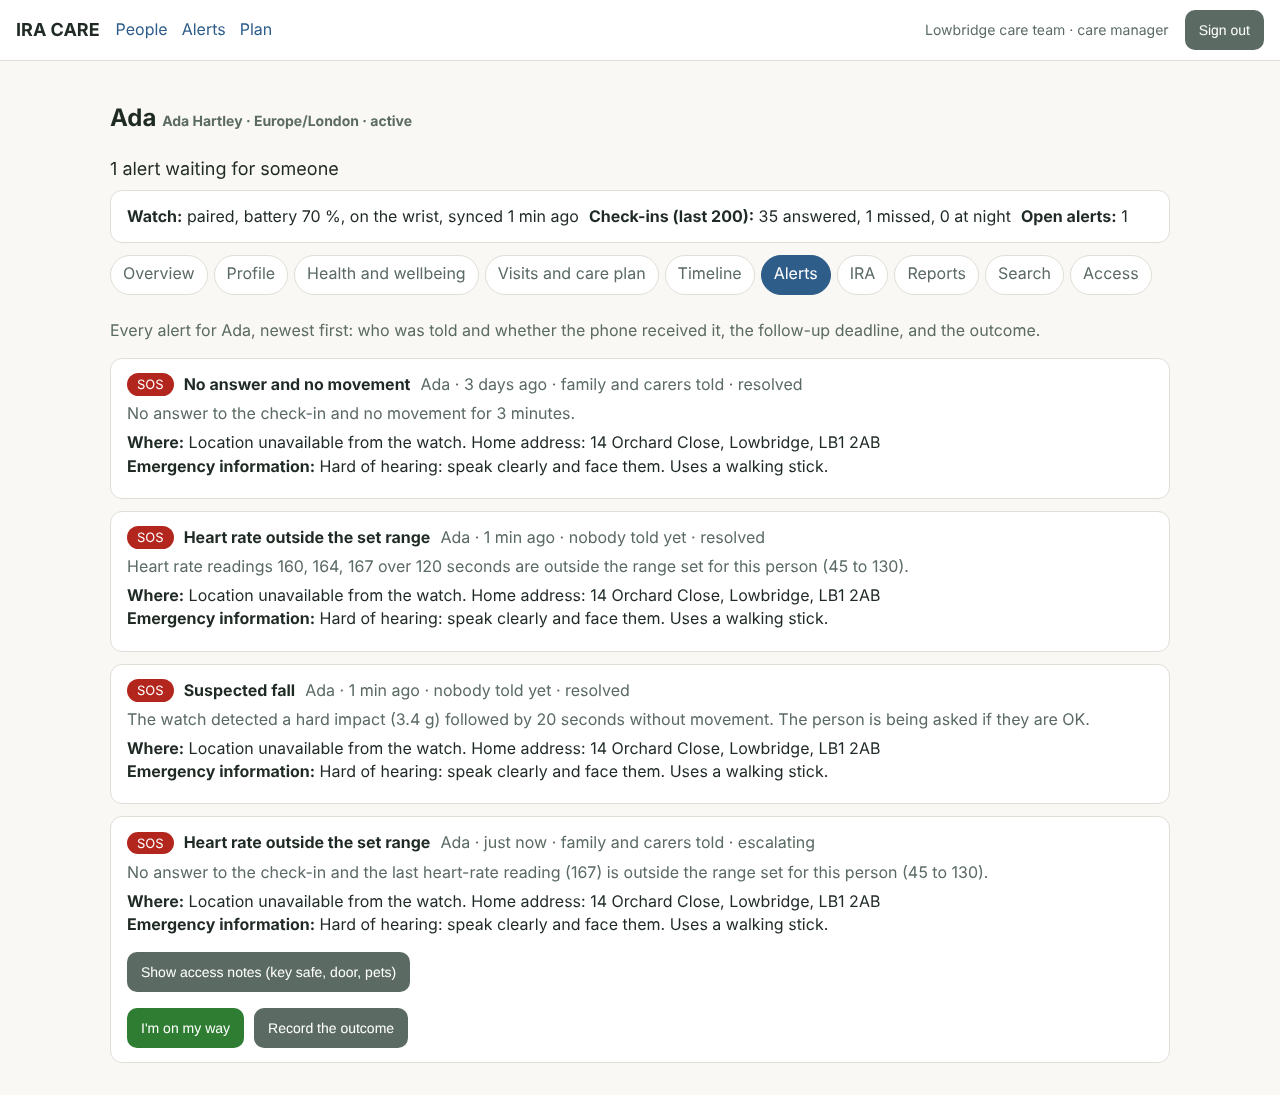 IRA CARE People Alerts Plan Lowbridge care team · care manager Sign out
Ada Ada Hartley · Europe/London · active
1 alert waiting for someone
Watch: paired, battery 70 %, on the wrist, synced 1 min ago Check-ins (last 200): 35 answered, 1 missed, 0 at night Open alerts: 1
Overview Profile Health and wellbeing Visits and care plan Timeline Alerts IRA Reports Search Access
Every alert for Ada, newest first: who was told and whether the phone received it, the follow-up deadline, and the outcome.
SOS No answer and no movement Ada · 3 days ago · family and carers told · resolved
No answer to the check-in and no movement for 3 minutes.
Where: Location unavailable from the watch. Home address: 14 Orchard Close, Lowbridge, LB1 2AB
Emergency information: Hard of hearing: speak clearly and face them. Uses a walking stick.
SOS Heart rate outside the set range Ada · 1 min ago · nobody told yet · resolved
Heart rate readings 160, 164, 167 over 120 seconds are outside the range set for this person (45 to 130).
Where: Location unavailable from the watch. Home address: 14 Orchard Close, Lowbridge, LB1 2AB
Emergency information: Hard of hearing: speak clearly and face them. Uses a walking stick.
SOS Suspected fall Ada · 1 min ago · nobody told yet · resolved
The watch detected a hard impact (3.4 g) followed by 20 seconds without movement. The person is being asked if they are OK.
Where: Location unavailable from the watch. Home address: 14 Orchard Close, Lowbridge, LB1 2AB
Emergency information: Hard of hearing: speak clearly and face them. Uses a walking stick.
SOS Heart rate outside the set range Ada · just now · family and carers told · escalating
No answer to the check-in and the last heart-rate reading (167) is outside the range set for this person (45 to 130).
Where: Location unavailable from the watch. Home address: 14 Orchard Close, Lowbridge, LB1 2AB
Emergency information: Hard of hearing: speak clearly and face them. Uses a walking stick.
Show access notes (key safe, door, pets)
I'm on my way Record the outcome